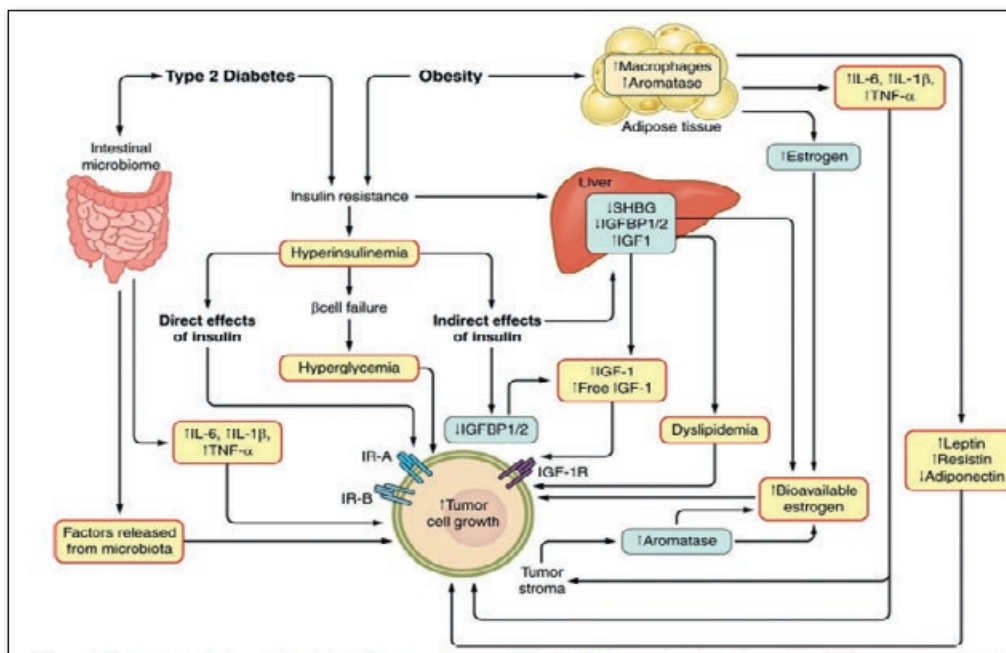 Type 2 Diabetes
Obesity
↑Macrophages
↑Aromatase
Adipose tissue
↑IL-6, ↑IL-1β,
↑TNF-α
↑Estrogen
Intestinal
microbiome
Insulin resistance
Liver
↓SHBG
↓IGFBP1/2
↑IGF1
Hyperinsulinemia
Direct effects
of insulin
βcell failure
Indirect effects
of insulin
Hyperglycemia
↑IGF-1
↑Free IGF-1
↓IGFBP1/2
Dyslipidemia
↑IL-6, ↑IL-1β,
↑TNF-α
IR-A
IGF-1R
IR-B
↑Tumor
cell growth
↑Leptin
↑Resistin
↓Adiponectin
↑Bioavailable
estrogen
Factors released
from microbiota
↑Aromatase
Tumor
stroma